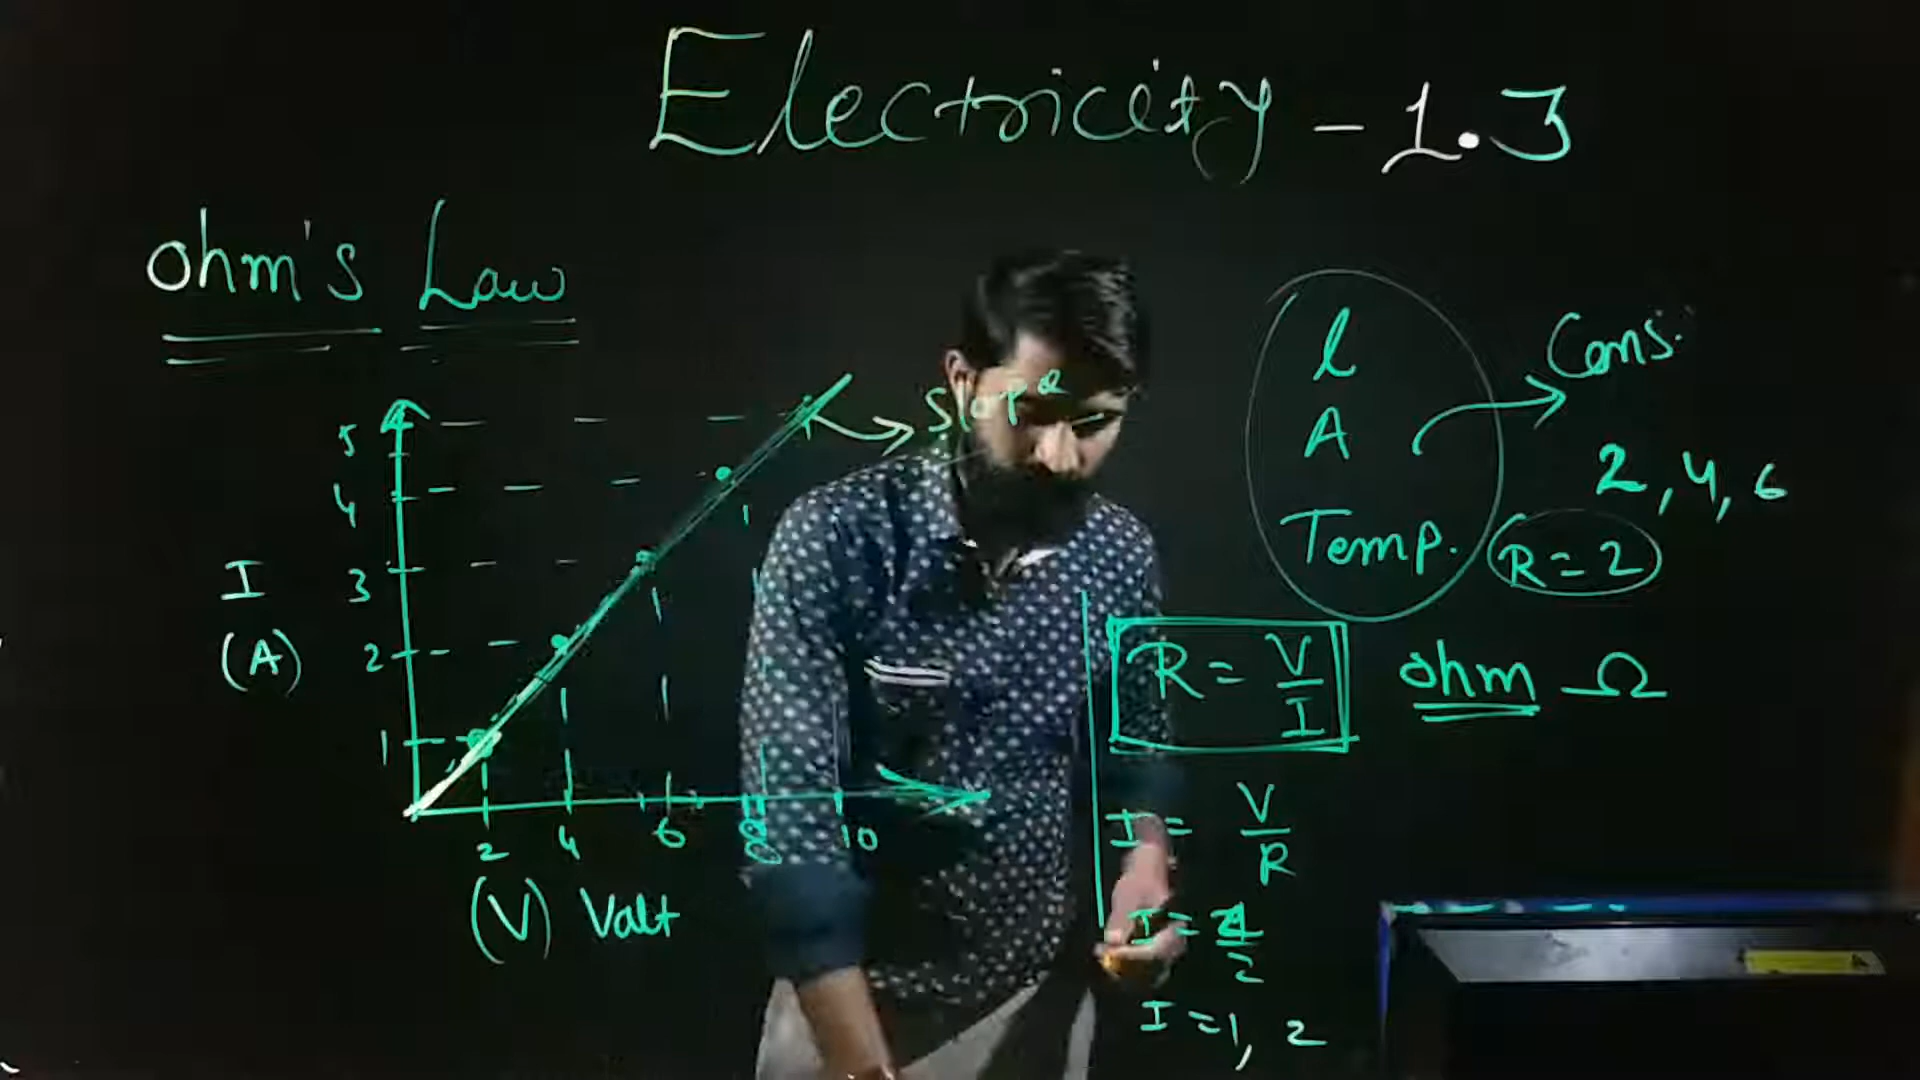 Electricity - 1.3
Ohm's Law
Slope
5
4
3
2
1
I
(A)
2 4 6 8 10
(V) Valt
l
A
Temp.
Cons.
2, 4, 6
R = 2
R = V/I
ohm Ω
I = V/R
I = 4/2
I = 1, 2